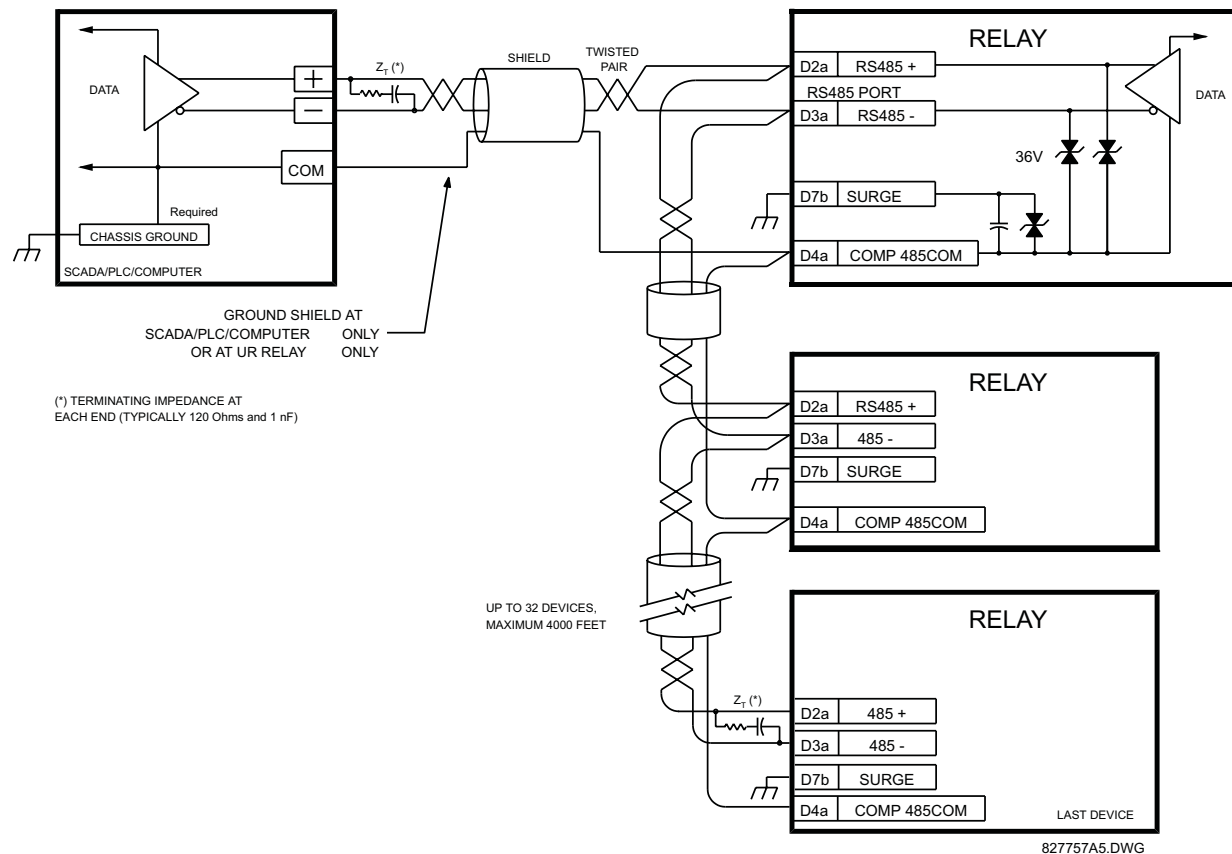 DATA
Z_T (*)
+
−
COM
Required
CHASSIS GROUND
SCADA/PLC/COMPUTER
SHIELD
TWISTED
PAIR
GROUND SHIELD AT
SCADA/PLC/COMPUTER ONLY
OR AT UR RELAY ONLY
(*) TERMINATING IMPEDANCE AT
EACH END (TYPICALLY 120 Ohms and 1 nF)
RELAY
D2a RS485 +
RS485 PORT
D3a RS485 -
DATA
36V
D7b SURGE
D4a COMP 485COM
RELAY
D2a RS485 +
D3a 485 -
D7b SURGE
D4a COMP 485COM
UP TO 32 DEVICES,
MAXIMUM 4000 FEET
RELAY
Z_T (*)
D2a 485 +
D3a 485 -
D7b SURGE
D4a COMP 485COM
LAST DEVICE
827757A5.DWG